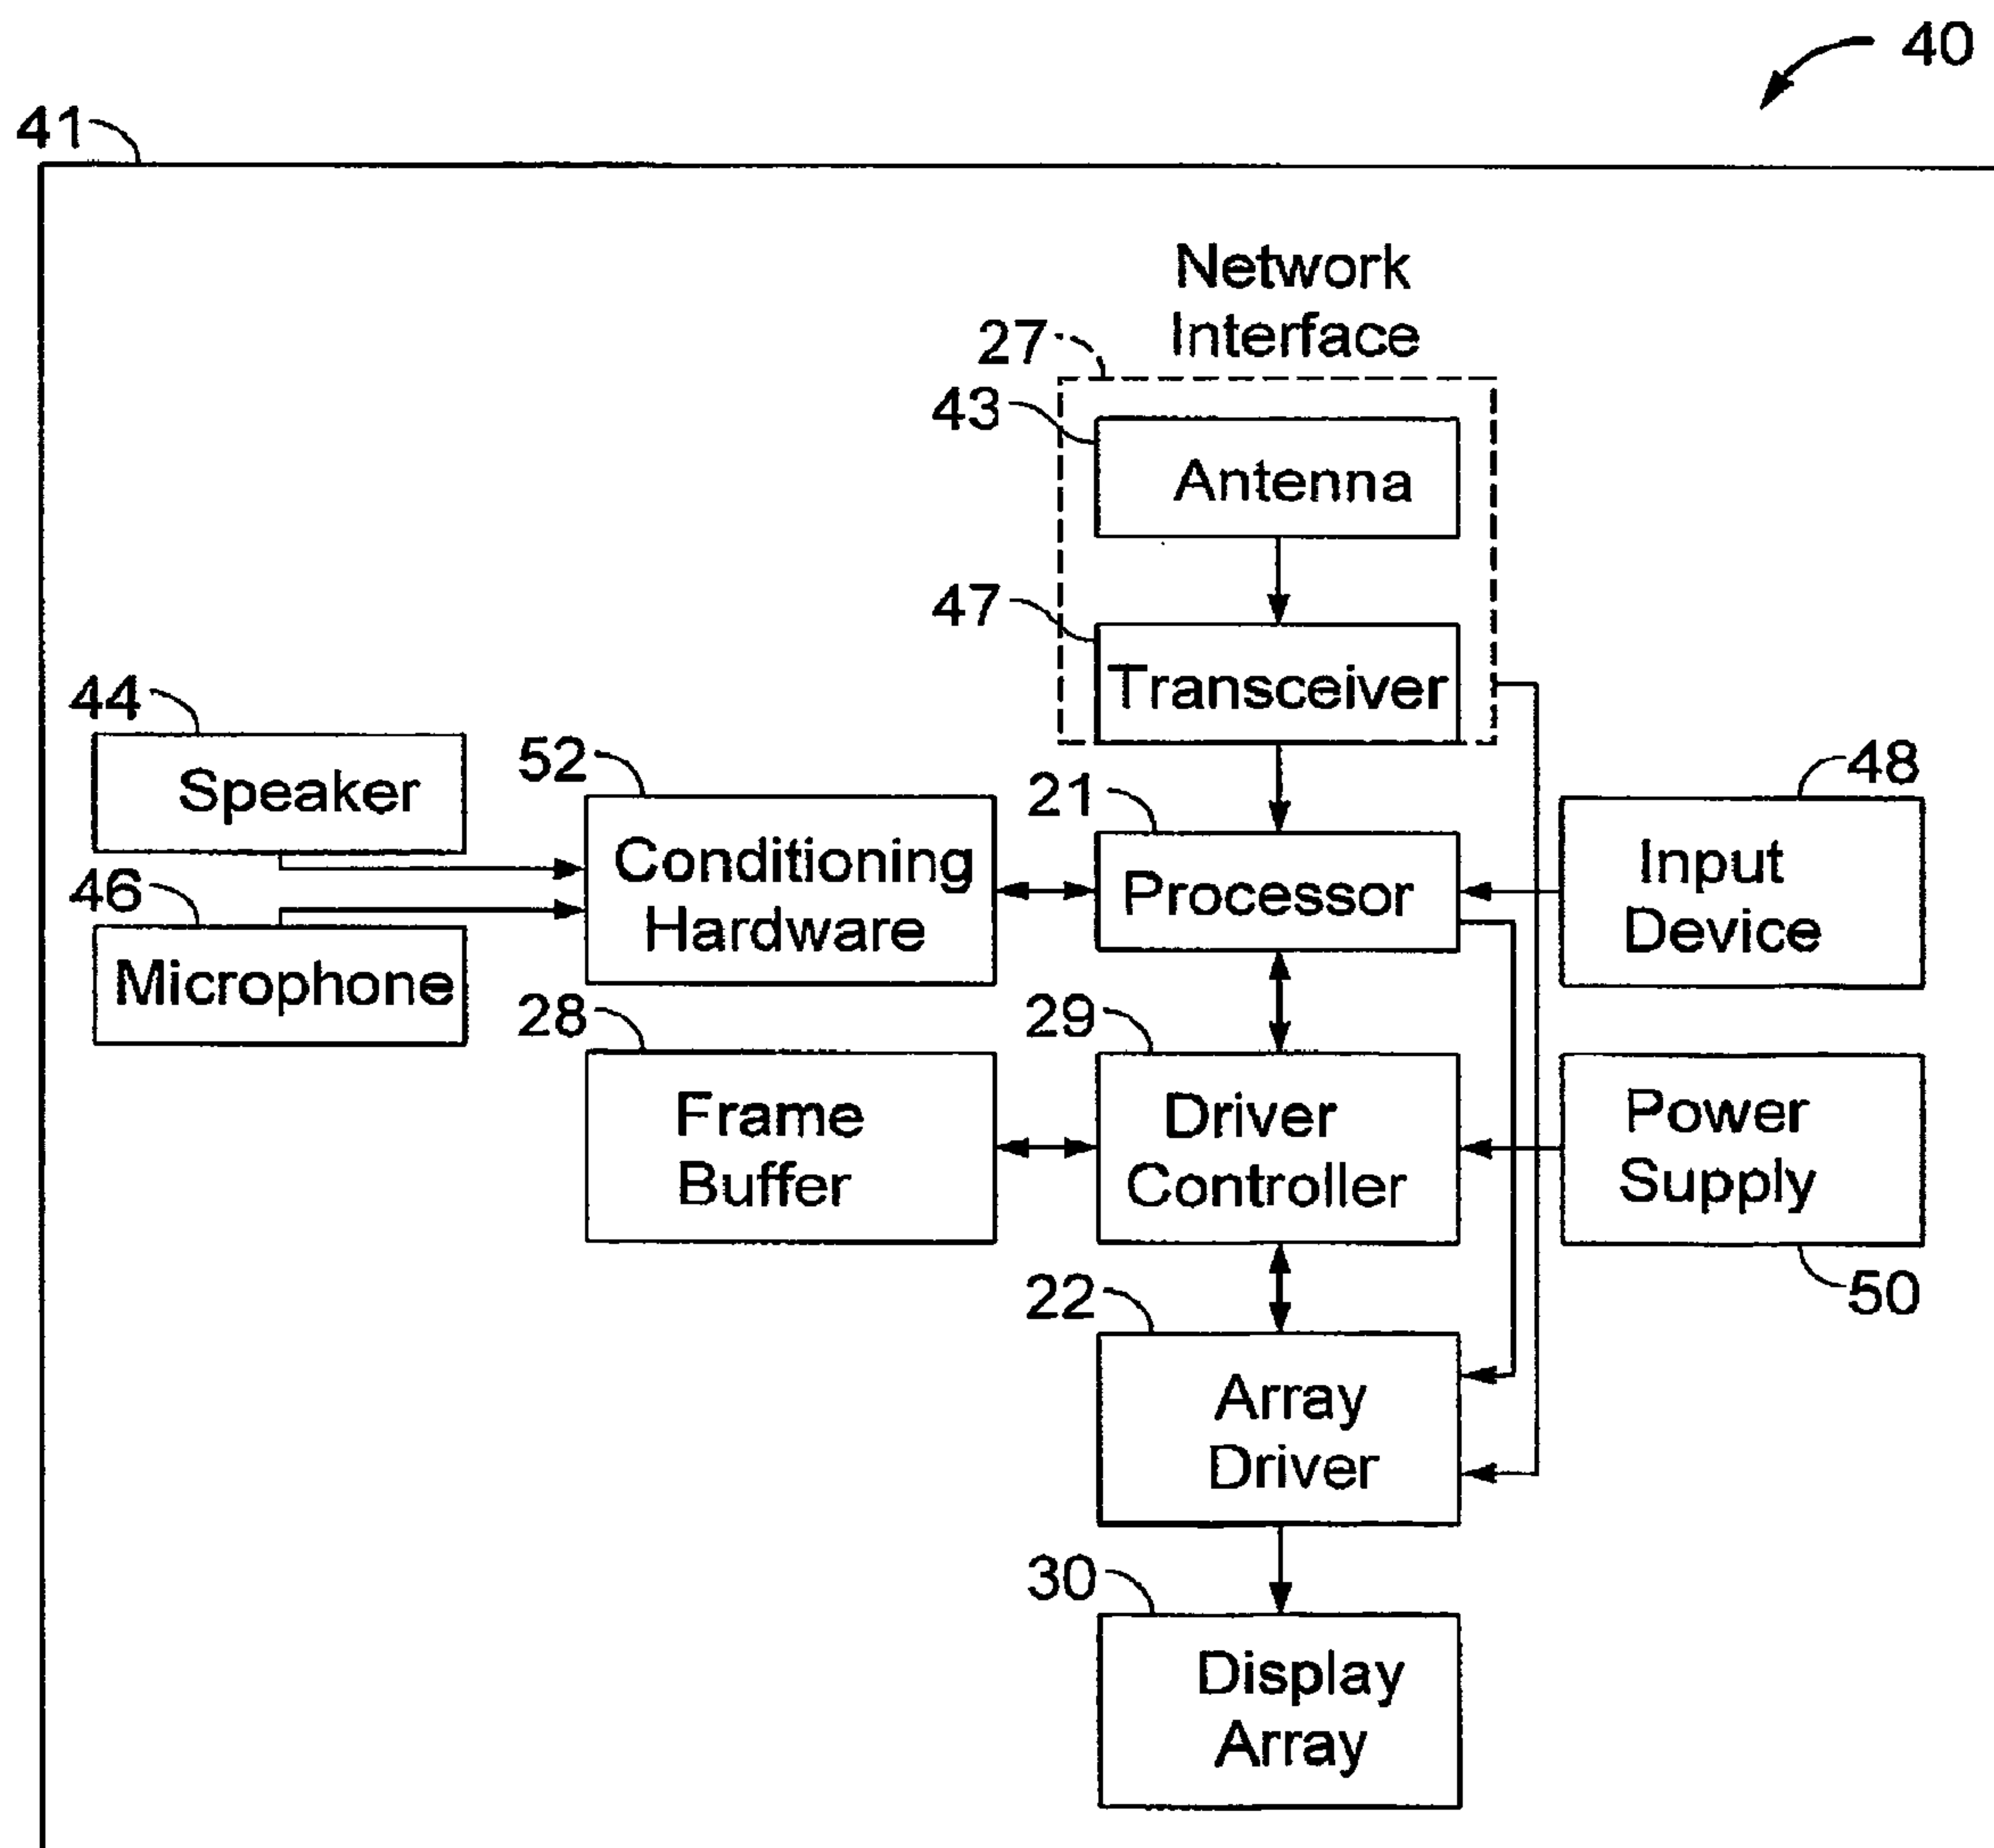 40
41
Network
Interface
27
43
Antenna
47
Transceiver
44
Speaker
52
Conditioning
Hardware
21
Processor
48
Input
Device
46
Microphone
28
Frame
Buffer
29
Driver
Controller
Power
Supply
50
22
Array
Driver
30
Display
Array